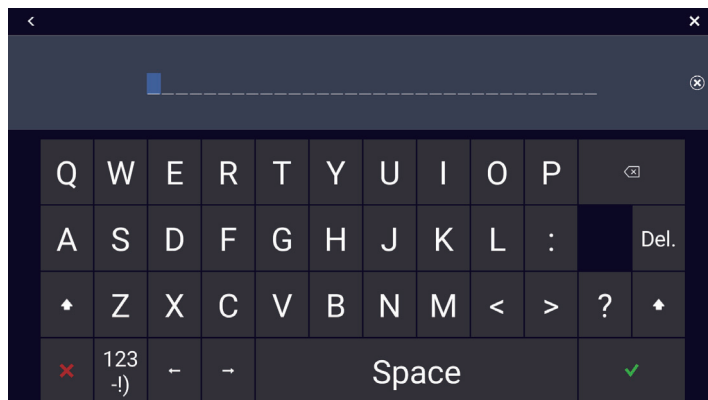 Q W E R T Y U I O P
A S D F G H J K L : Del.
Z X C V B N M < > ?
123
-!) ← → Space